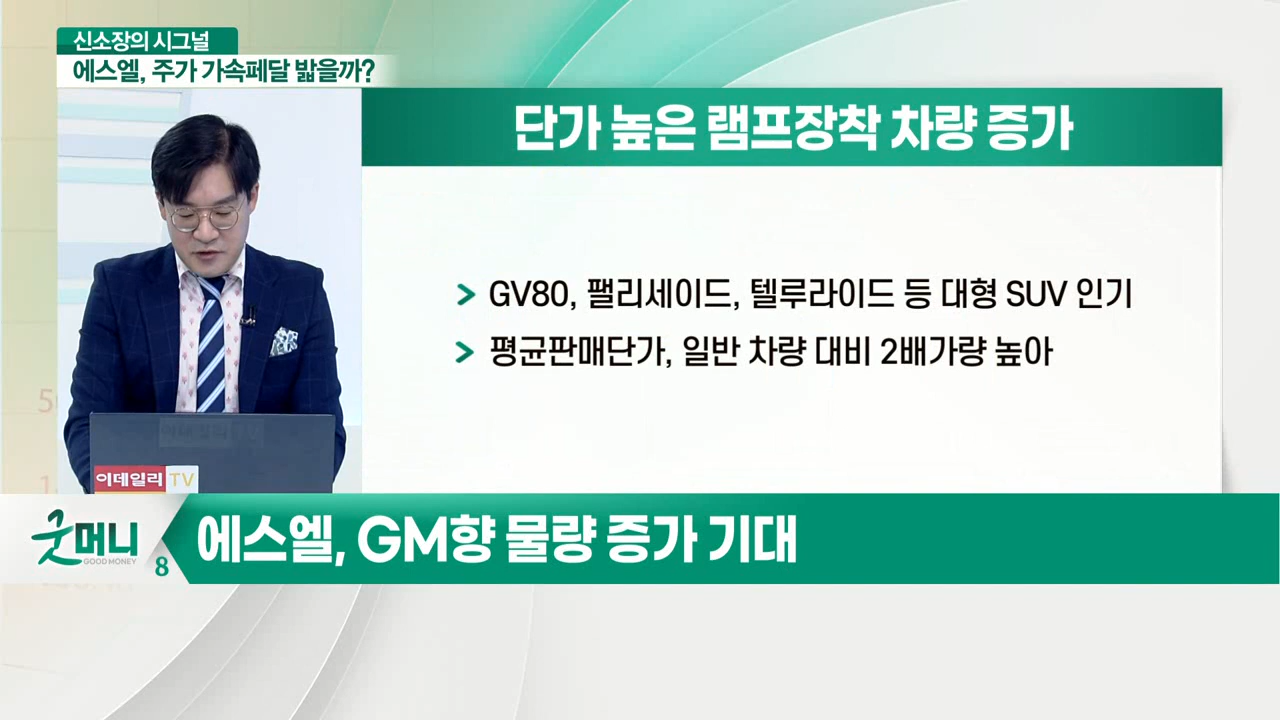 신소장의 시그널
에스엘, 주가 가속페달 밟을까?
단가 높은 램프장착 차량 증가
> GV80, 팰리세이드, 텔루라이드 등 대형 SUV 인기
> 평균판매단가, 일반 차량 대비 2배가량 높아
이데일리 TV
굿머니
GOOD MONEY
8
에스엘, GM향 물량 증가 기대